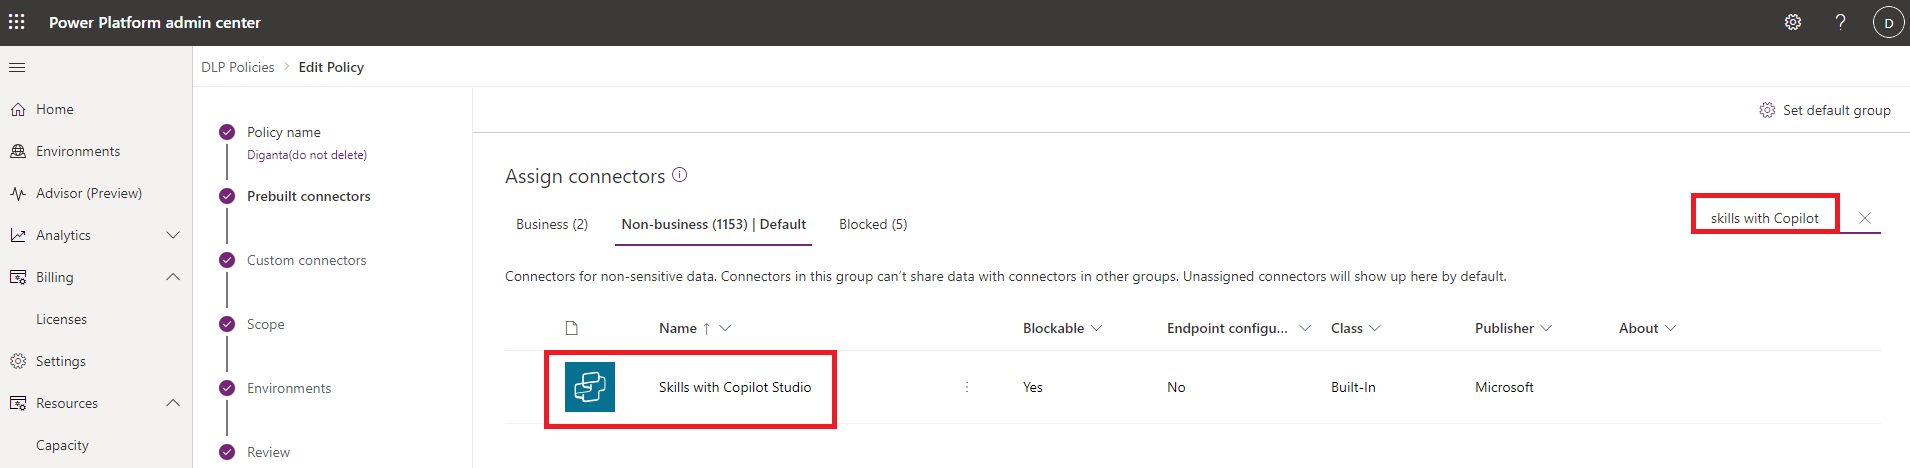 Power Platform admin center
?
D
DLP Policies > Edit Policy
Home
Environments
Advisor (Preview)
Analytics
Billing
Licenses
Settings
Resources
Capacity
Policy name
Diganta(do not delete)
Prebuilt connectors
Custom connectors
Scope
Environments
Review
Set default group
Assign connectors
Business (2) Non-business (1153) | Default Blocked (5)
skills with Copilot
Connectors for non-sensitive data. Connectors in this group can't share data with connectors in other groups. Unassigned connectors will show up here by default.
Name ↑ Blockable Endpoint configu... Class Publisher About
Skills with Copilot Studio Yes No Built-In Microsoft